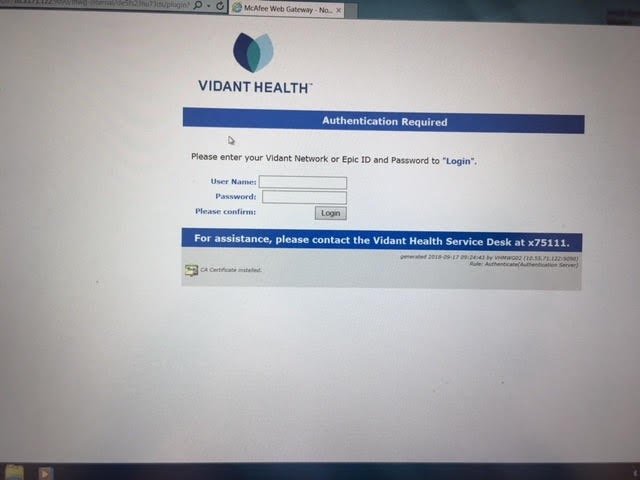 McAfee Web Gateway - No...
VIDANT HEALTH™
Authentication Required
Please enter your Vidant Network or Epic ID and Password to "Login".
User Name:
Password:
Please confirm:
Login
For assistance, please contact the Vidant Health Service Desk at x75111.
generated 2018-09-17 09:24:43 by VHMWG02 (10.55.71.122:9090)
Rule: Authenticate(Authentication Server)
CA Certificate installed.